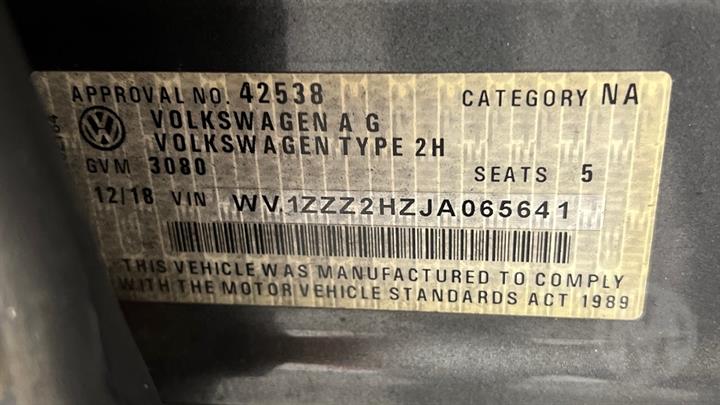 APPROVAL NO. 42538 CATEGORY NA
VOLKSWAGEN A G
VOLKSWAGEN TYPE 2H
GVM 3080 SEATS 5
12/18 VIN WV1ZZZ2HZJA065641
THIS VEHICLE WAS MANUFACTURED TO COMPLY
WITH THE MOTOR VEHICLE STANDARDS ACT 1989